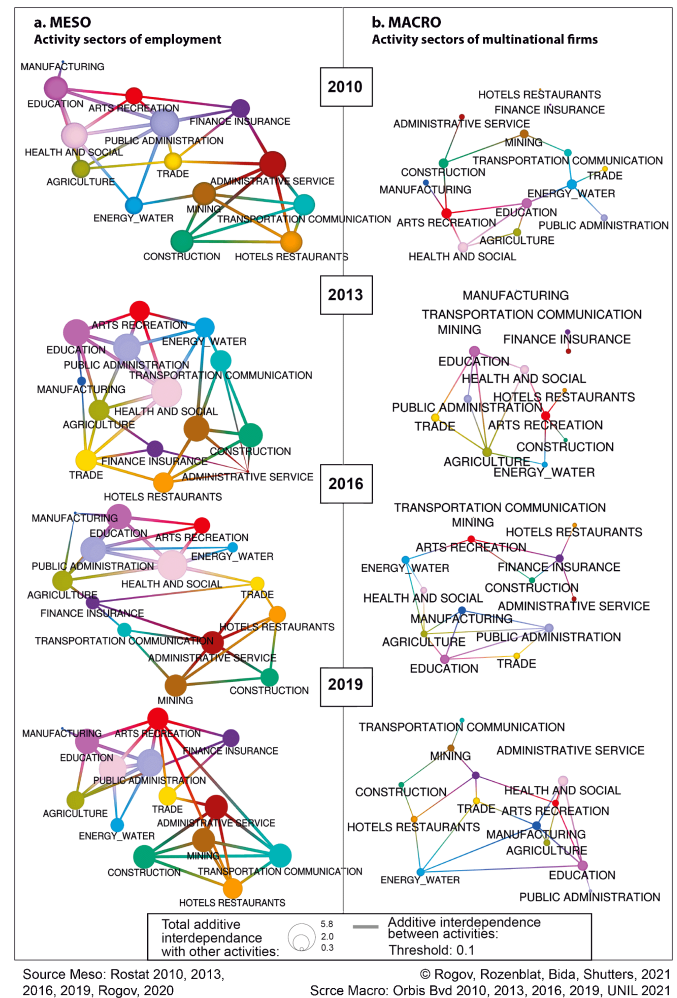 a. MESO
Activity sectors of employment
b. MACRO
Activity sectors of multinational firms
2010
MANUFACTURING
EDUCATION
ARTS RECREATION
FINANCE INSURANCE
PUBLIC ADMINISTRATION
HEALTH AND SOCIAL
TRADE
AGRICULTURE
ADMINISTRATIVE SERVICE
MINING
ENERGY_WATER
TRANSPORTATION COMMUNICATION
CONSTRUCTION
HOTELS RESTAURANTS
HOTELS RESTAURANTS
FINANCE INSURANCE
ADMINISTRATIVE SERVICE
MINING
TRANSPORTATION COMMUNICATION
CONSTRUCTION
TRADE
MANUFACTURING
ENERGY_WATER
EDUCATION
ARTS RECREATION
PUBLIC ADMINISTRATION
AGRICULTURE
HEALTH AND SOCIAL
2013
ARTS RECREATION
EDUCATION
ENERGY_WATER
PUBLIC ADMINISTRATION
TRANSPORTATION COMMUNICATION
MANUFACTURING
HEALTH AND SOCIAL
AGRICULTURE
CONSTRUCTION
FINANCE INSURANCE
TRADE
ADMINISTRATIVE SERVICE
HOTELS RESTAURANTS
MANUFACTURING
TRANSPORTATION COMMUNICATION
MINING
FINANCE INSURANCE
EDUCATION
HEALTH AND SOCIAL
HOTELS RESTAURANTS
PUBLIC ADMINISTRATION
TRADE
ARTS RECREATION
CONSTRUCTION
AGRICULTURE
ENERGY_WATER
2016
MANUFACTURING
EDUCATION
ARTS RECREATION
ENERGY_WATER
PUBLIC ADMINISTRATION
HEALTH AND SOCIAL
TRADE
AGRICULTURE
FINANCE INSURANCE
HOTELS RESTAURANTS
TRANSPORTATION COMMUNICATION
ADMINISTRATIVE SERVICE
CONSTRUCTION
MINING
TRANSPORTATION COMMUNICATION
MINING
HOTELS RESTAURANTS
ARTS RECREATION
ENERGY_WATER
FINANCE INSURANCE
CONSTRUCTION
HEALTH AND SOCIAL
ADMINISTRATIVE SERVICE
MANUFACTURING
AGRICULTURE
PUBLIC ADMINISTRATION
TRADE
EDUCATION
2019
MANUFACTURING
ARTS RECREATION
FINANCE INSURANCE
EDUCATION
PUBLIC ADMINISTRATION
TRADE
AGRICULTURE
ADMINISTRATIVE SERVICE
ENERGY_WATER
MINING
CONSTRUCTION
TRANSPORTATION COMMUNICATION
HOTELS RESTAURANTS
TRANSPORTATION COMMUNICATION
ADMINISTRATIVE SERVICE
MINING
CONSTRUCTION
HEALTH AND SOCIAL
TRADE
ARTS RECREATION
HOTELS RESTAURANTS
MANUFACTURING
AGRICULTURE
EDUCATION
ENERGY_WATER
PUBLIC ADMINISTRATION
Total additive
interdependance
with other activities:
5.8
2.0
0.3
Additive interdependence
between activities:
Threshold: 0.1
Source Meso: Rostat 2010, 2013,
2016, 2019, Rogov, 2020
© Rogov, Rozenblat, Bida, Shutters, 2021
Scrce Macro: Orbis Bvd 2010, 2013, 2016, 2019, UNIL 2021